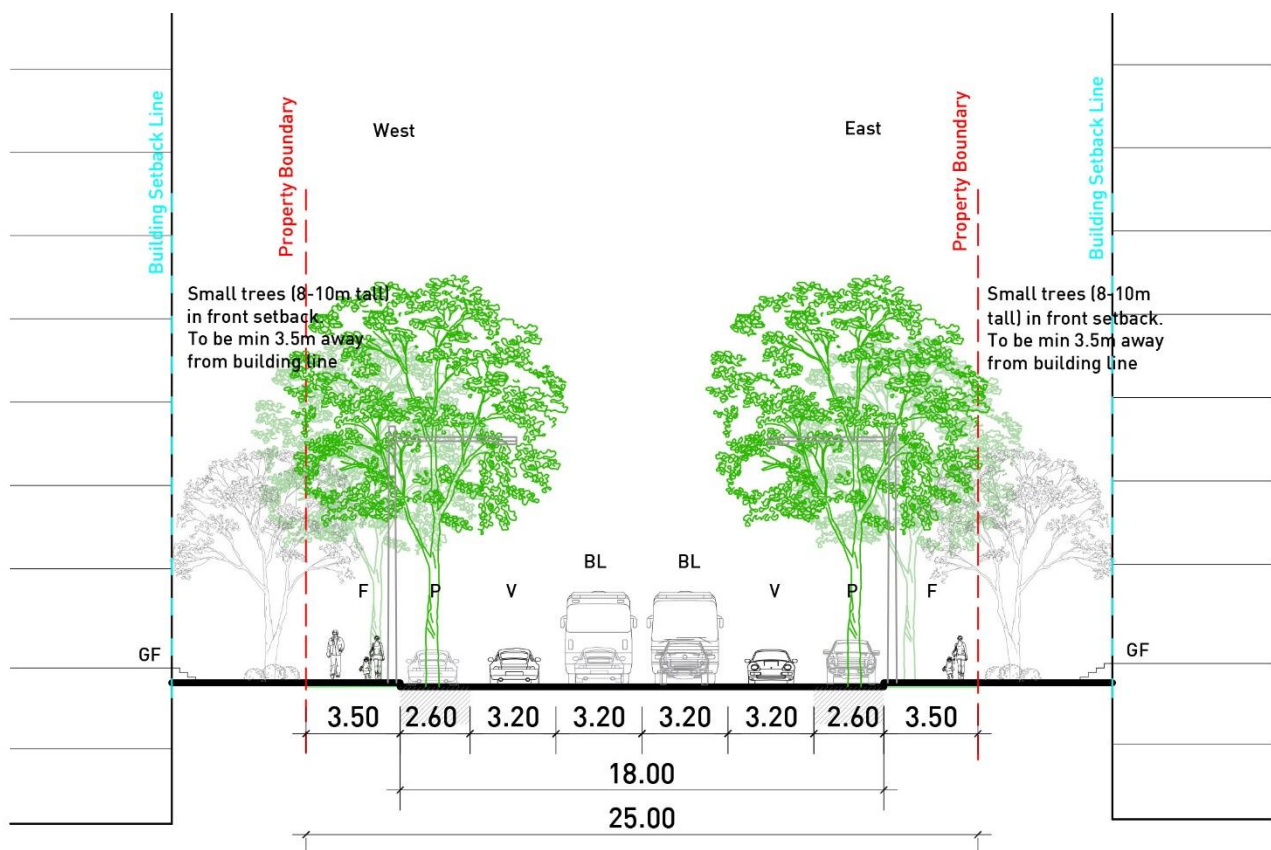 Building Setback Line
Property Boundary
West
East
Property Boundary
Building Setback Line
Small trees (8-10m tall)
in front setback.
To be min 3.5m away
from building line
Small trees (8-10m
tall) in front setback.
To be min 3.5m away
from building line
BL
BL
F
P
V
V
P
F
GF
GF
3.50
2.60
3.20
3.20
3.20
3.20
2.60
3.50
18.00
25.00